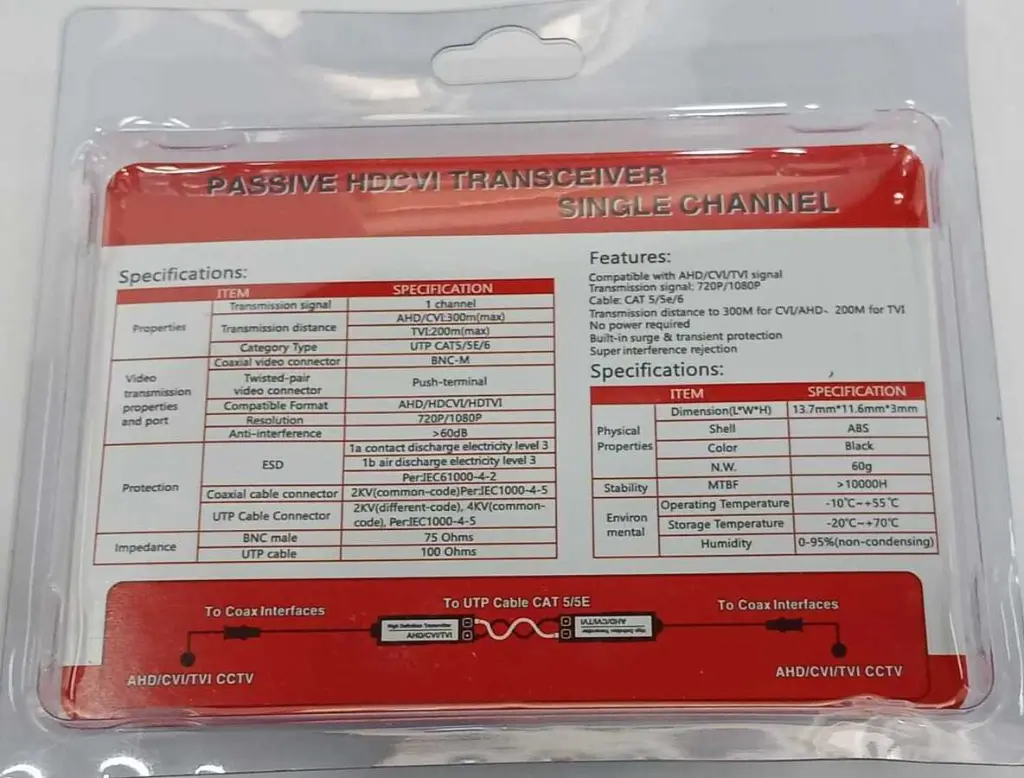 PASSIVE HDCVI TRANSCEIVER
SINGLE CHANNEL
Specifications:
ITEM SPECIFICATION
Properties
Transmission signal 1 channel
Transmission distance AHD/CVI:300m(max)
TVI:200m(max)
Category Type UTP CAT5/5E/6
Video transmission properties and port
Coaxial video connector BNC-M
Twisted-pair video connector Push-terminal
Compatible Format AHD/HDCVI/HDTVI
Resolution 720P/1080P
Anti-interference >60dB
Protection
ESD 1a contact discharge electricity level 3
1b air discharge electricity level 3
Per:IEC61000-4-2
Coaxial cable connector 2KV(common-code)Per:IEC1000-4-5
UTP Cable Connector 2KV(different-code), 4KV(common-
code), Per:IEC1000-4-5
Impedance
BNC male 75 Ohms
UTP cable 100 Ohms
Features:
Compatible with AHD/CVI/TVI signal
Transmission signal: 720P/1080P
Cable: CAT 5/5e/6
Transmission distance to 300M for CVI/AHD、200M for TVI
No power required
Built-in surge & transient protection
Super interference rejection
Specifications:
ITEM SPECIFICATION
Physical Properties
Dimension(L*W*H) 13.7mm*11.6mm*3mm
Shell ABS
Color Black
N.W. 60g
Stability MTBF >10000H
Environ
mental
Operating Temperature -10℃~+55℃
Storage Temperature -20℃~+70℃
Humidity 0-95%(non-condensing)
To Coax Interfaces
To UTP Cable CAT 5/5E
To Coax Interfaces
High Definition Transmitter
AHD/CVI/TVI
AHD/CVI/TVI
High Definition Transmitter
AHD/CVI/TVI CCTV
AHD/CVI/TVI CCTV